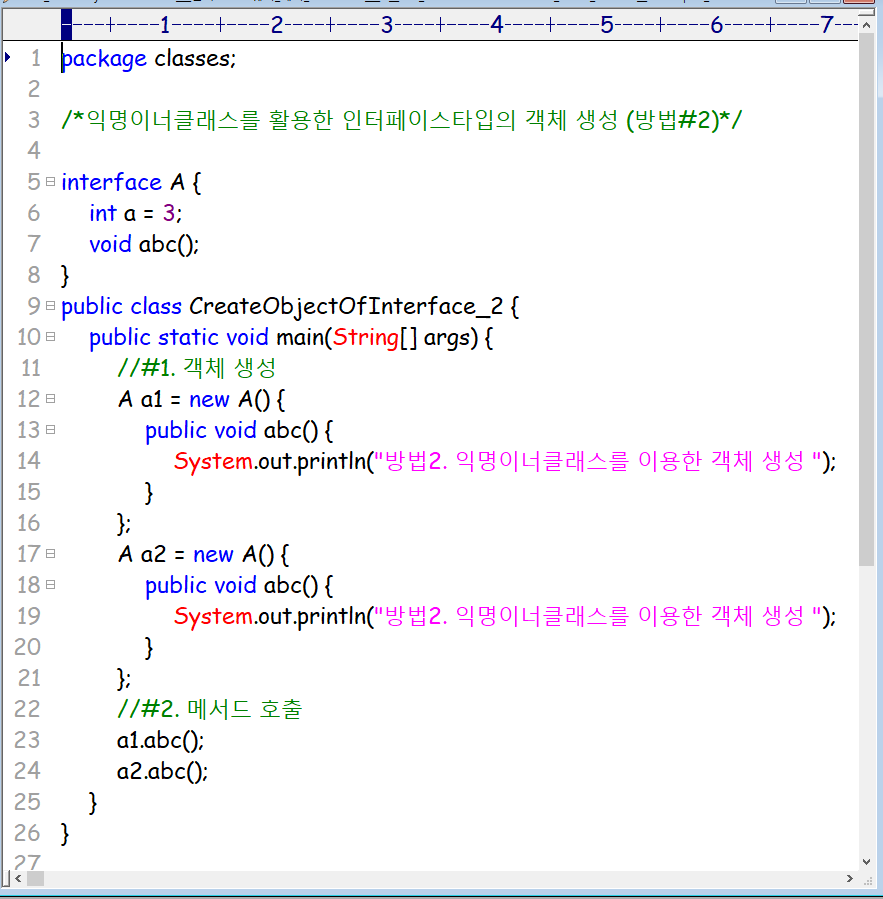 ----+----1----+----2----+----3----+----4----+----5----+----6----+----7--
1 package classes;
2
3 /*익명이너클래스를 활용한 인터페이스타입의 객체 생성 (방법#2)*/
4
5 interface A {
6 int a = 3;
7 void abc();
8 }
9 public class CreateObjectOfInterface_2 {
10 public static void main(String[] args) {
11 //#1. 객체 생성
12 A a1 = new A() {
13 public void abc() {
14 System.out.println("방법2. 익명이너클래스를 이용한 객체 생성 ");
15 }
16 };
17 A a2 = new A() {
18 public void abc() {
19 System.out.println("방법2. 익명이너클래스를 이용한 객체 생성 ");
20 }
21 };
22 //#2. 메서드 호출
23 a1.abc();
24 a2.abc();
25 }
26 }
27